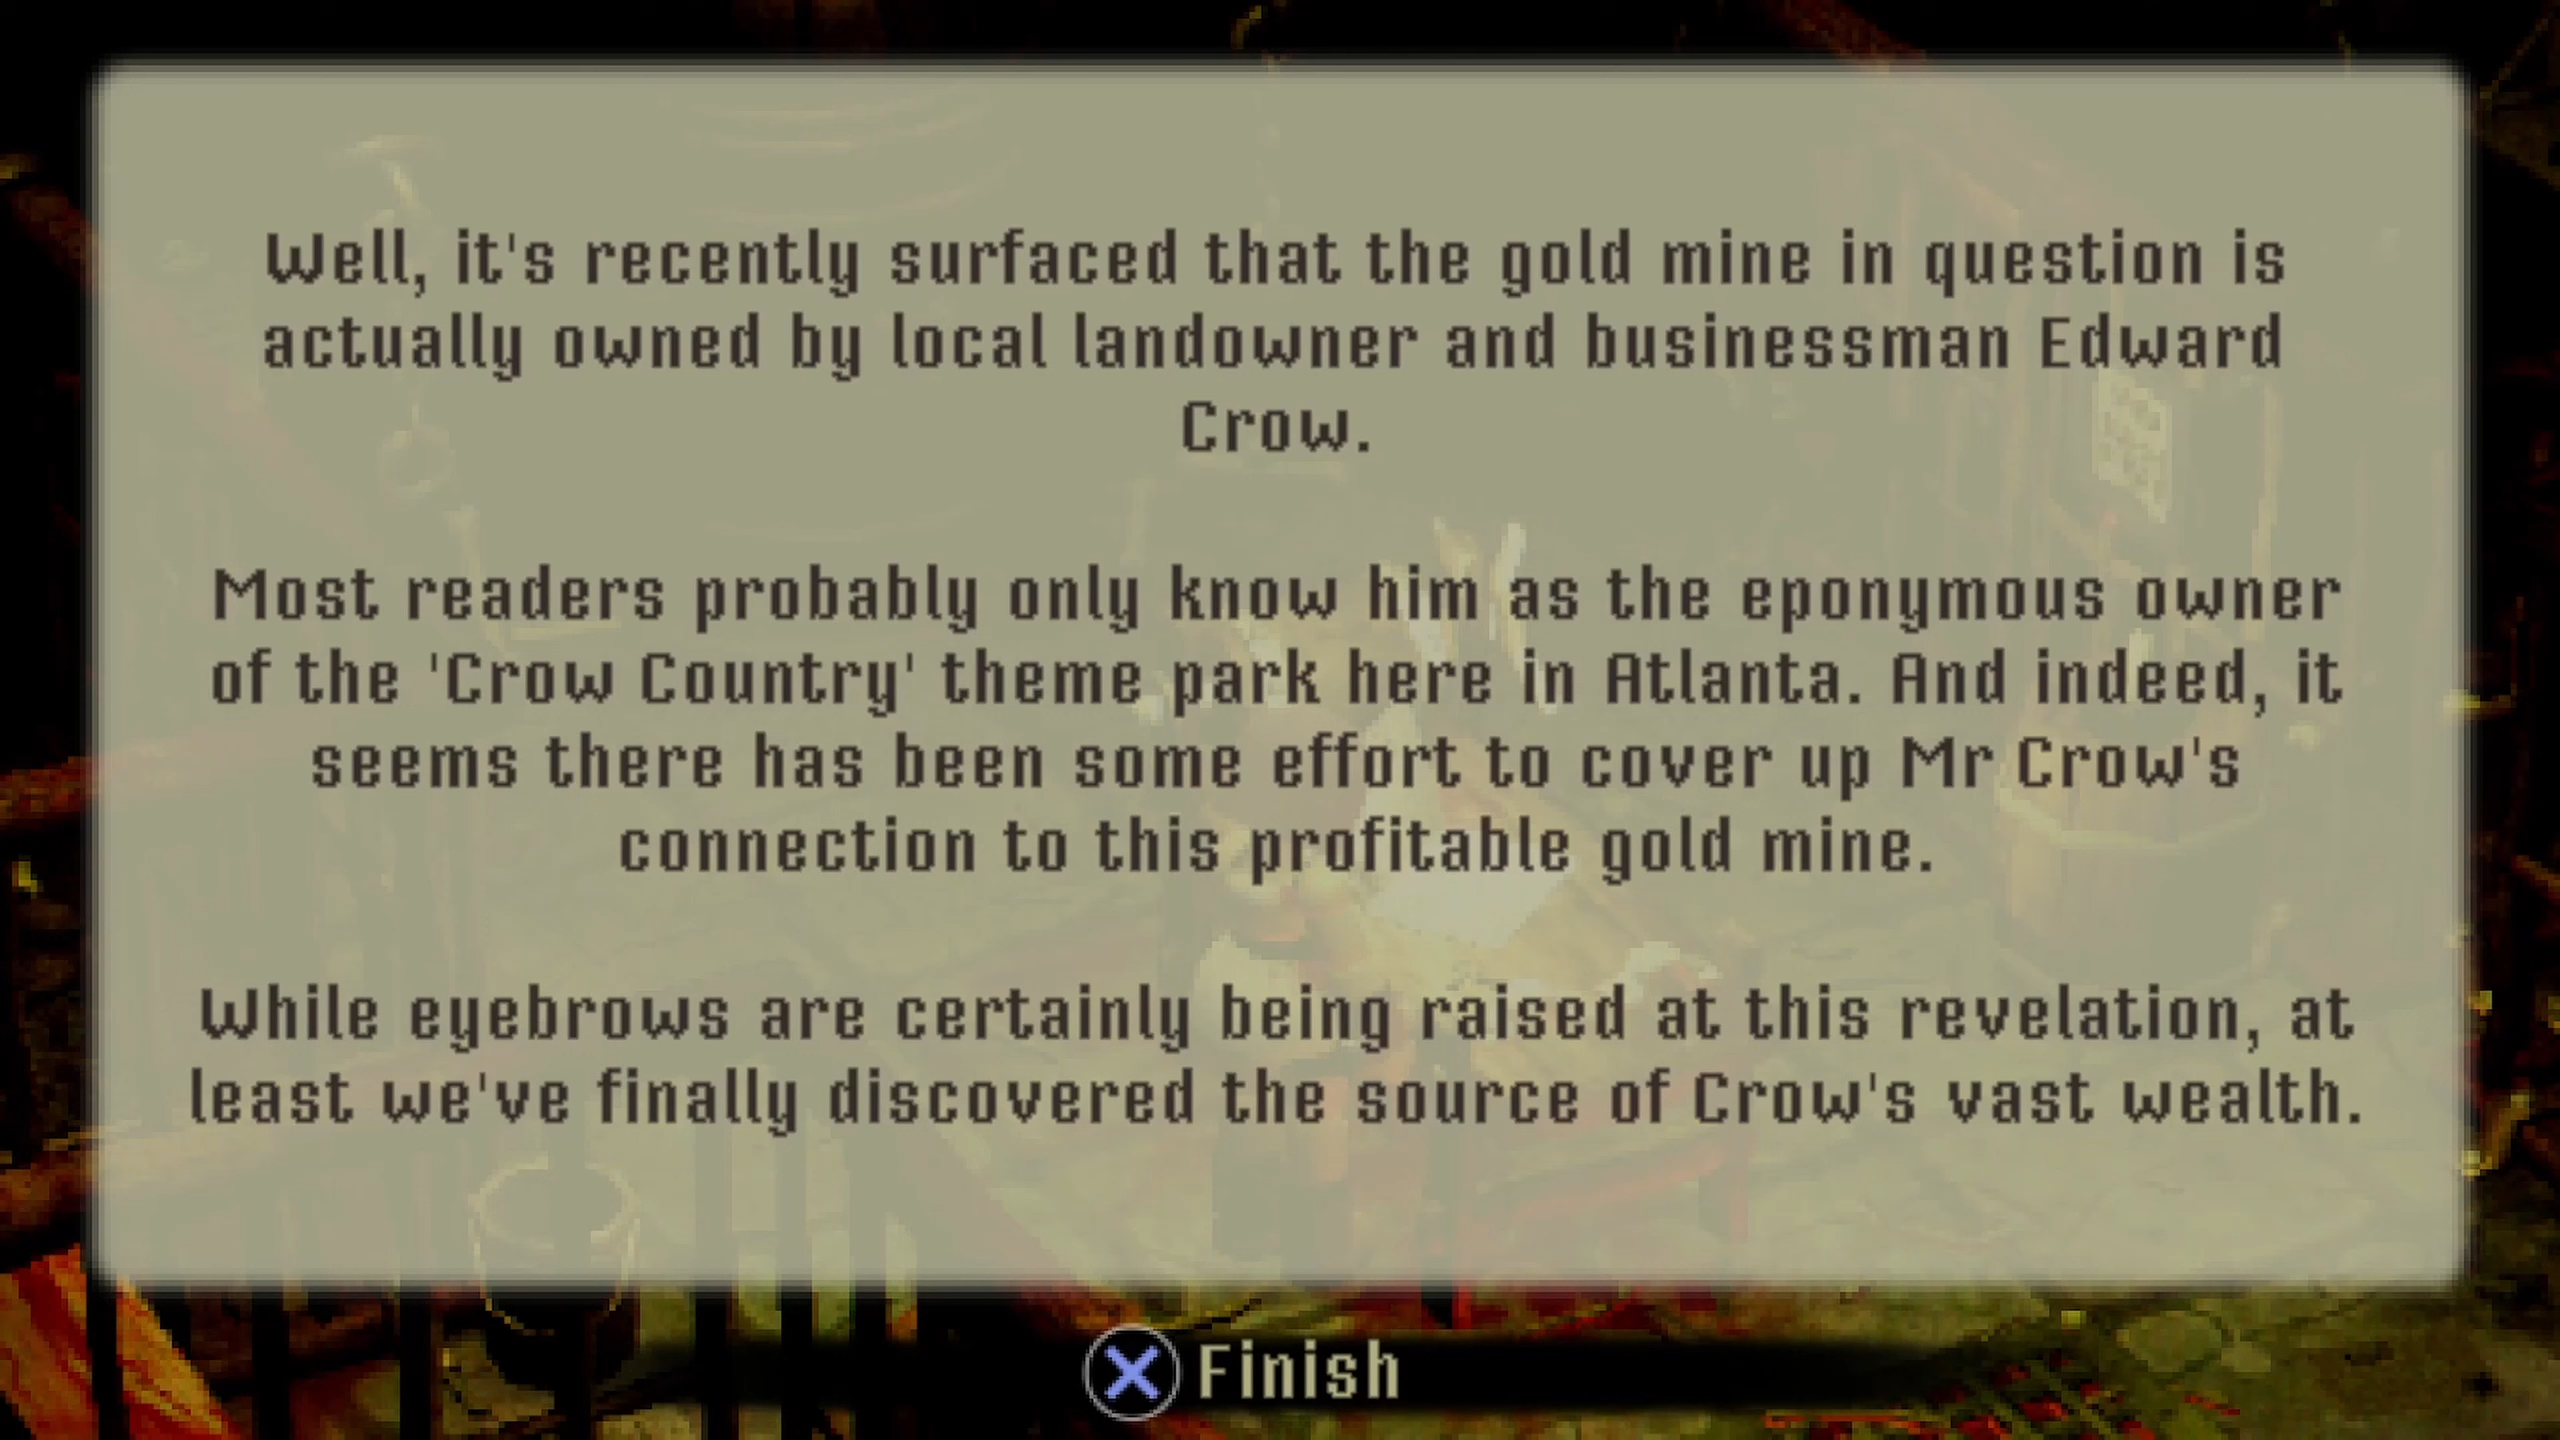 Well, it's recently surfaced that the gold mine in question is
actually owned by local landowner and businessman Edward
Crow.
Most readers probably only know him as the eponymous owner
of the 'Crow Country' theme park here in Atlanta. And indeed, it
seems there has been some effort to cover up Mr Crow's
connection to this profitable gold mine.
While eyebrows are certainly being raised at this revelation, at
least we've finally discovered the source of Crow's vast wealth.
Finish